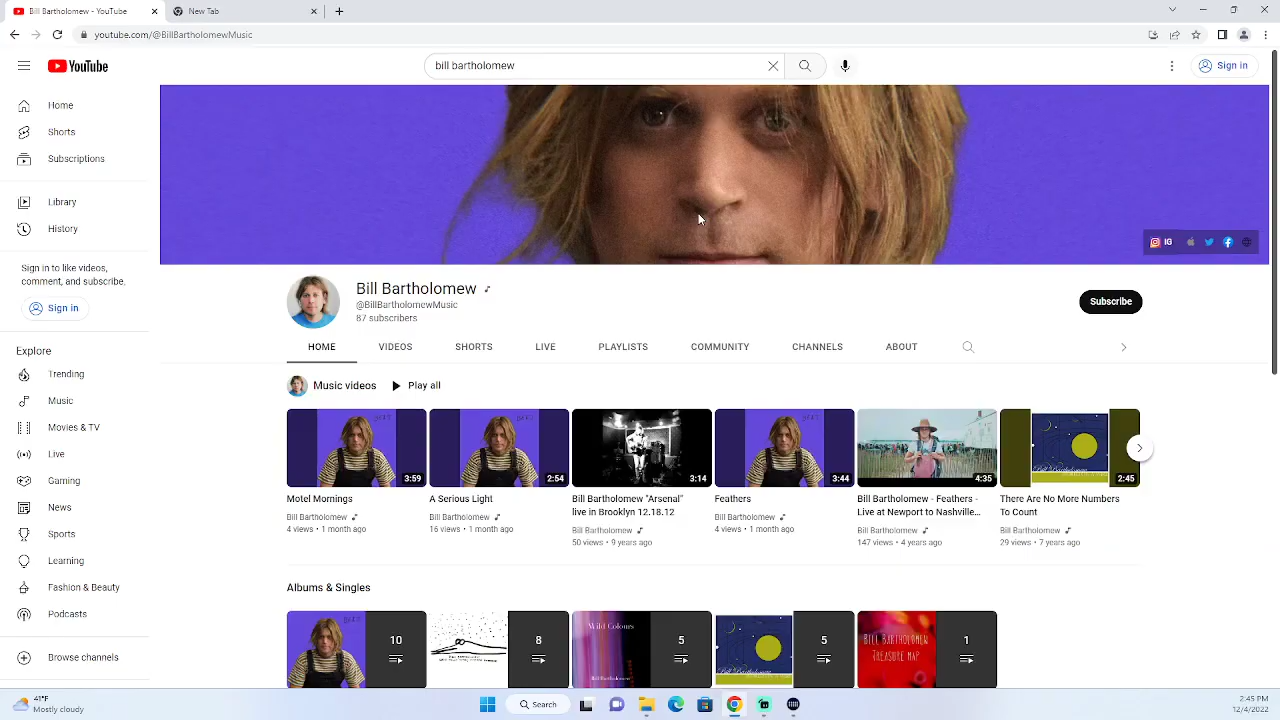 Bill Bartholomew - YouTube
New Tab
youtube.com/@BillBartholomewMusic
YouTube
bill bartholomew
Sign in
Home
Shorts
Subscriptions
Library
History
Sign in to like videos,
comment, and subscribe.
Sign in
Explore
Trending
Music
Movies & TV
Live
Gaming
News
Sports
Learning
Fashion & Beauty
Podcasts
Browse channels
IG
Bill Bartholomew
@BillBartholomewMusic
87 subscribers
Subscribe
HOME VIDEOS SHORTS LIVE PLAYLISTS COMMUNITY CHANNELS ABOUT
Music videos Play all
3:59
Motel Mornings
Bill Bartholomew
4 views • 1 month ago
2:54
A Serious Light
Bill Bartholomew
16 views • 1 month ago
3:14
Bill Bartholomew "Arsenal"
live in Brooklyn 12.18.12
Bill Bartholomew
50 views • 9 years ago
3:44
Feathers
Bill Bartholomew
4 views • 1 month ago
4:35
Bill Bartholomew - Feathers -
Live at Newport to Nashville...
Bill Bartholomew
147 views • 4 years ago
2:45
There Are No More Numbers
To Count
Bill Bartholomew
29 views • 7 years ago
Albums & Singles
10
8
Wild Colours
Bill Bartholomew
5
Bill Bartholomew
5
BILL BARTHOLOMEW
TREASURE MAP
1
41°F
Mostly cloudy
Search
2:45 PM
12/4/2022